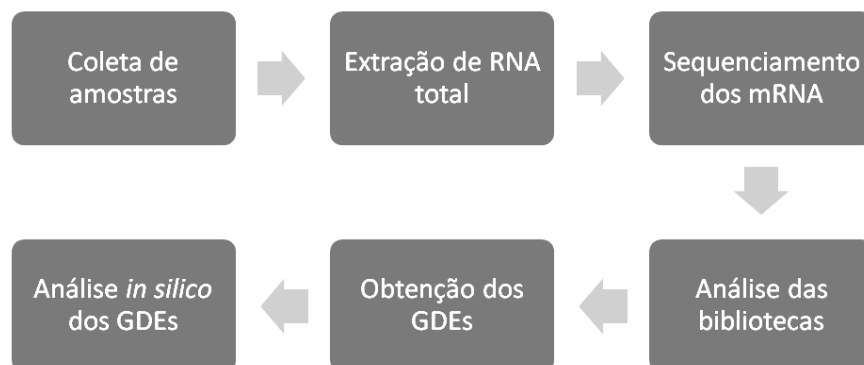 Coleta de
amostras
Extração de RNA
total
Sequenciamento
dos mRNA
Análise das
bibliotecas
Obtenção dos
GDEs
Análise in silico
dos GDEs